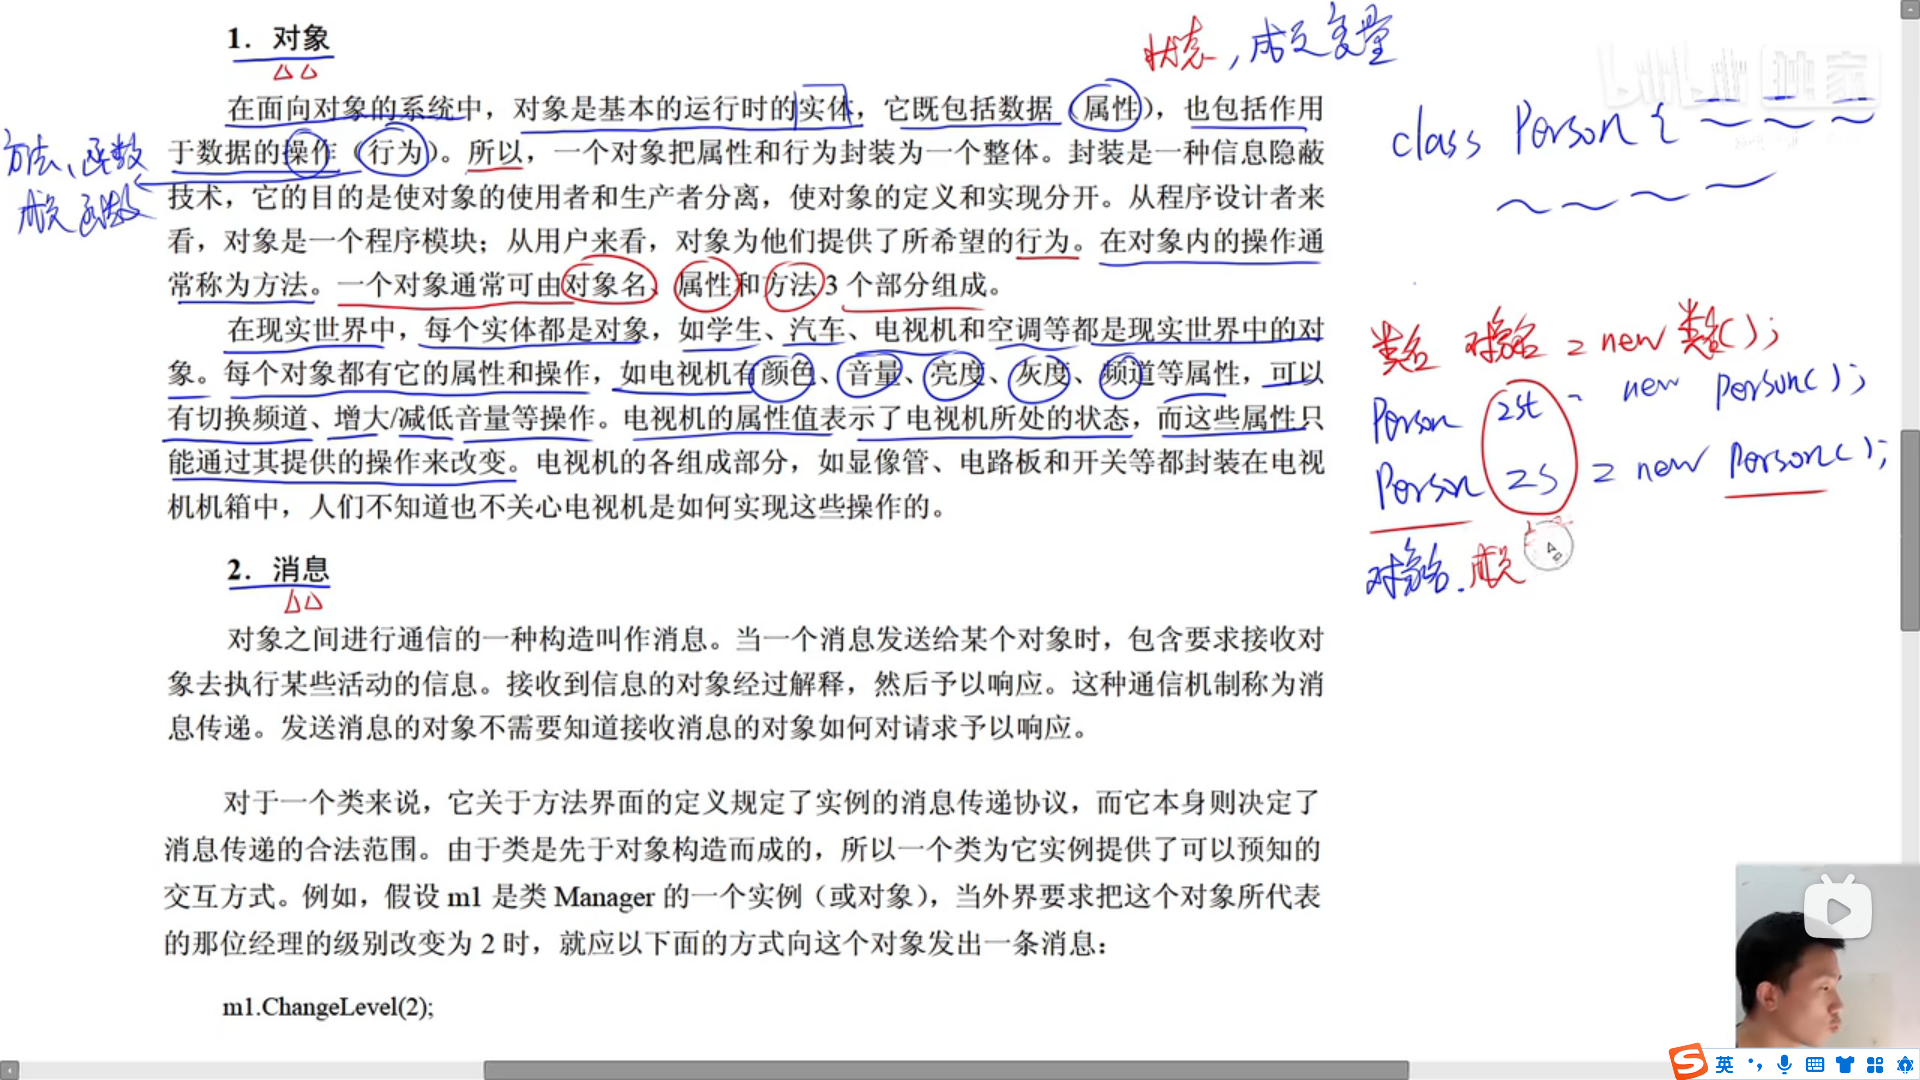 1. 对象
状态，成员变量
bilibili 独家
在面向对象的系统中，对象是基本的运行时的实体，它既包括数据（属性），也包括作用
class Person {
方法、函数
于数据的操作（行为）。所以，一个对象把属性和行为封装为一个整体。封装是一种信息隐蔽
成员函数
技术，它的目的是使对象的使用者和生产者分离，使对象的定义和实现分开。从程序设计者来
看，对象是一个程序模块；从用户来看，对象为他们提供了所希望的行为。在对象内的操作通
常称为方法。一个对象通常可由对象名、属性和方法 3 个部分组成。
在现实世界中，每个实体都是对象，如学生、汽车、电视机和空调等都是现实世界中的对
类名 对象名 = new 类名();
象。每个对象都有它的属性和操作，如电视机有颜色、音量、亮度、灰度、频道等属性，可以
Person zst = new Person();
有切换频道、增大/减低音量等操作。电视机的属性值表示了电视机所处的状态，而这些属性只
能通过其提供的操作来改变。电视机的各组成部分，如显像管、电路板和开关等都封装在电视
Person zs = new Person();
机机箱中，人们不知道也不关心电视机是如何实现这些操作的。
2. 消息
对象名.成员
对象之间进行通信的一种构造叫作消息。当一个消息发送给某个对象时，包含要求接收对
象去执行某些活动的信息。接收到信息的对象经过解释，然后予以响应。这种通信机制称为消
息传递。发送消息的对象不需要知道接收消息的对象如何对请求予以响应。
对于一个类来说，它关于方法界面的定义规定了实例的消息传递协议，而它本身则决定了
消息传递的合法范围。由于类是先于对象构造而成的，所以一个类为它实例提供了可以预知的
交互方式。例如，假设 m1 是类 Manager 的一个实例（或对象），当外界要求把这个对象所代表
的那位经理的级别改变为 2 时，就应以下面的方式向这个对象发出一条消息：
m1.ChangeLevel(2);
英